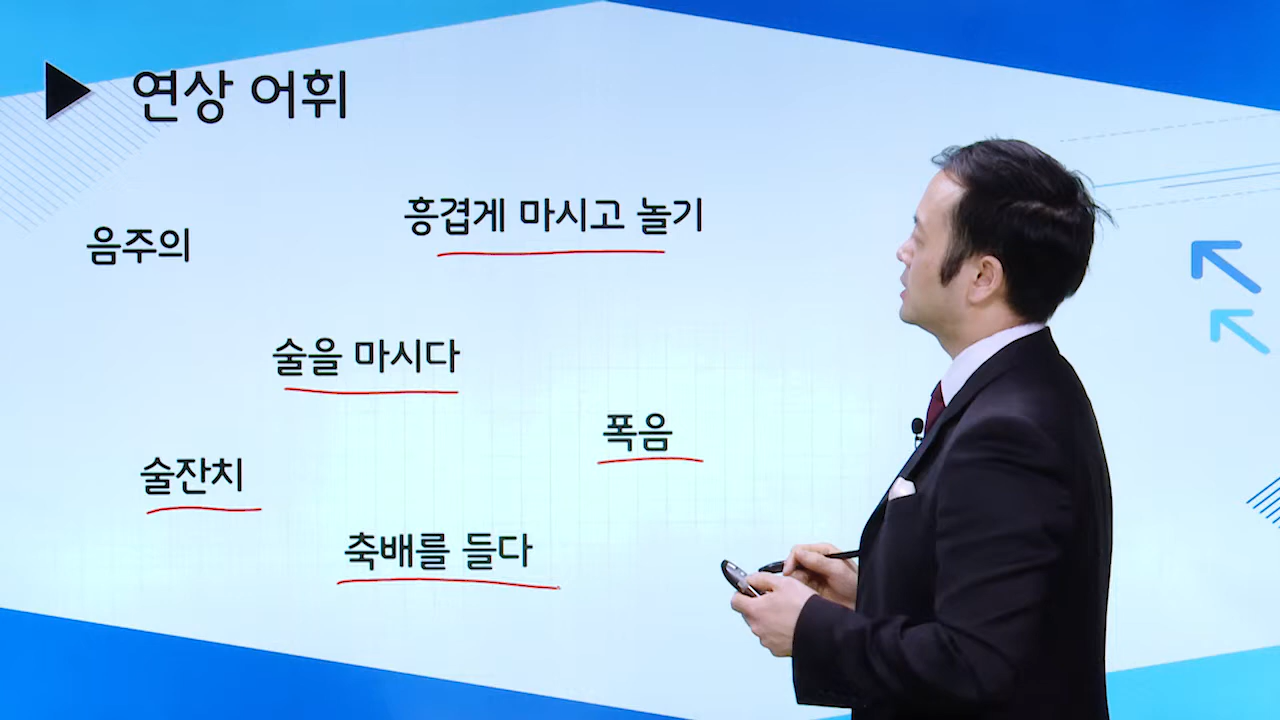 연상 어휘
흥겹게 마시고 놀기
음주의
술을 마시다
폭음
술잔치
축배를 들다